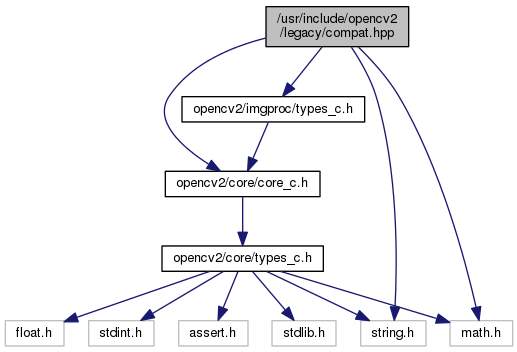 /usr/include/opencv2
/legacy/compat.hpp
opencv2/imgproc/types_c.h
opencv2/core/core_c.h
opencv2/core/types_c.h
float.h
stdint.h
assert.h
stdlib.h
string.h
math.h